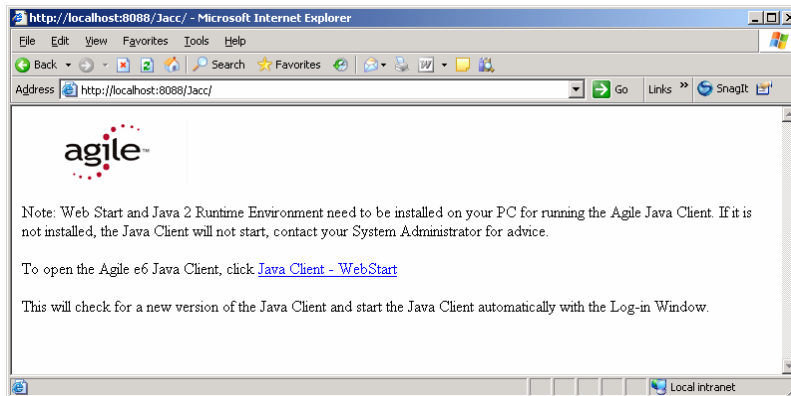 http://localhost:8088/Jacc/ - Microsoft Internet Explorer
File Edit View Favorites Tools Help
Back Search Favorites W
Address http://localhost:8088/Jacc/ Go Links » SnagIt
agile™
Note: Web Start and Java 2 Runtime Environment need to be installed on your PC for running the Agile Java Client. If it is
not installed, the Java Client will not start, contact your System Administrator for advice.
To open the Agile e6 Java Client, click Java Client - WebStart
This will check for a new version of the Java Client and start the Java Client automatically with the Log-in Window.
Local intranet